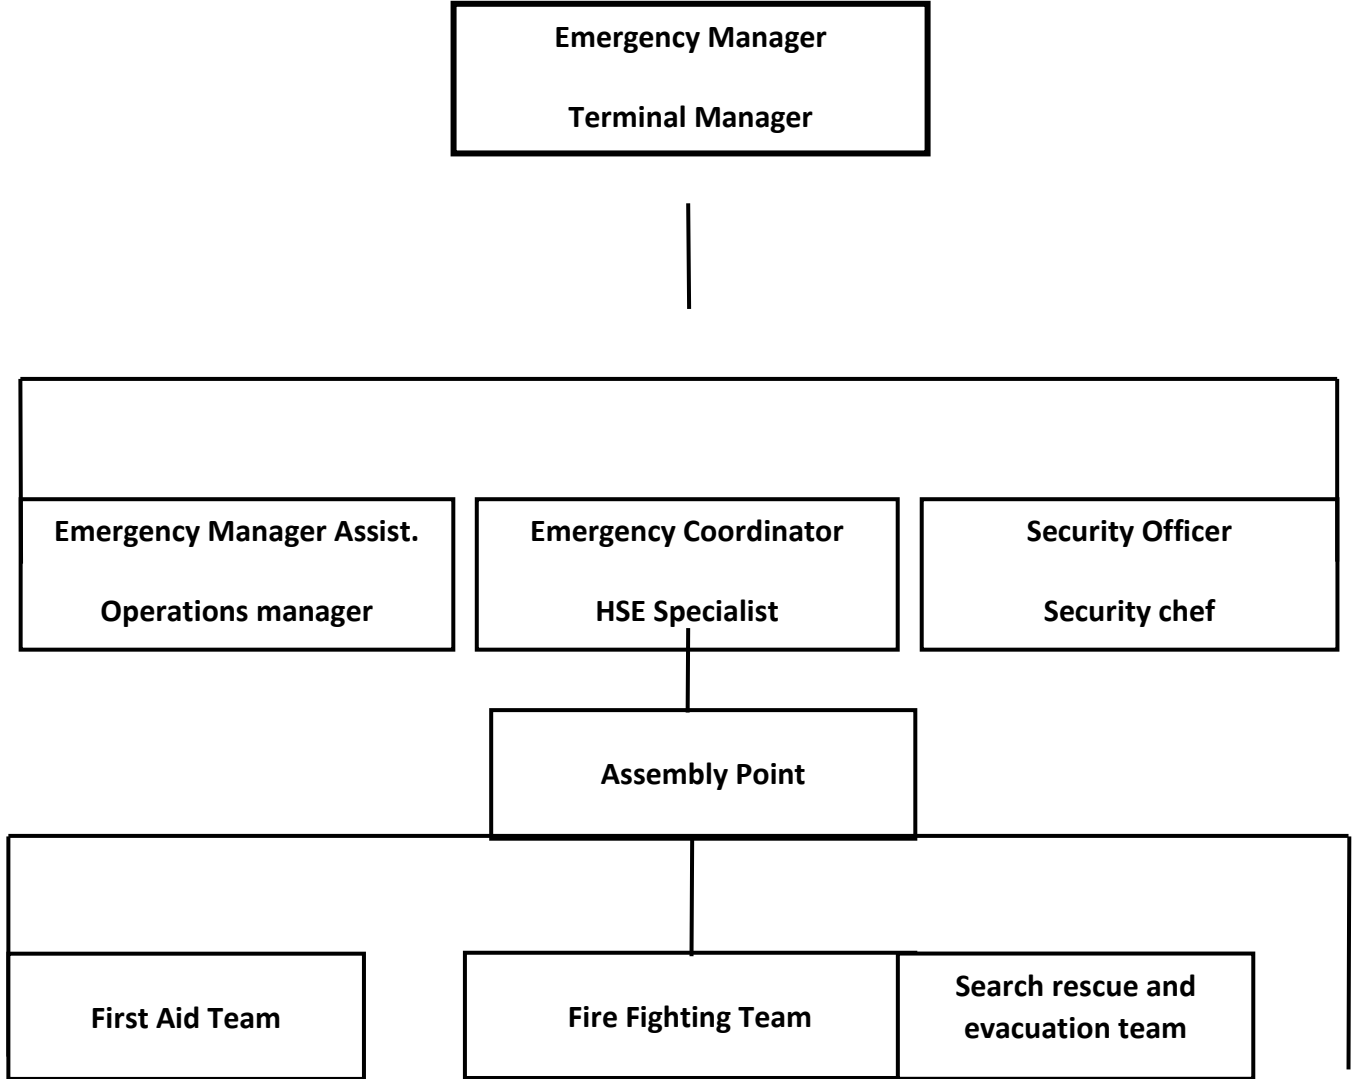 Emergency Manager
Terminal Manager
Emergency Manager Assist.
Operations manager
Emergency Coordinator
HSE Specialist
Security Officer
Security chef
Assembly Point
First Aid Team
Fire Fighting Team
Search rescue and
evacuation team